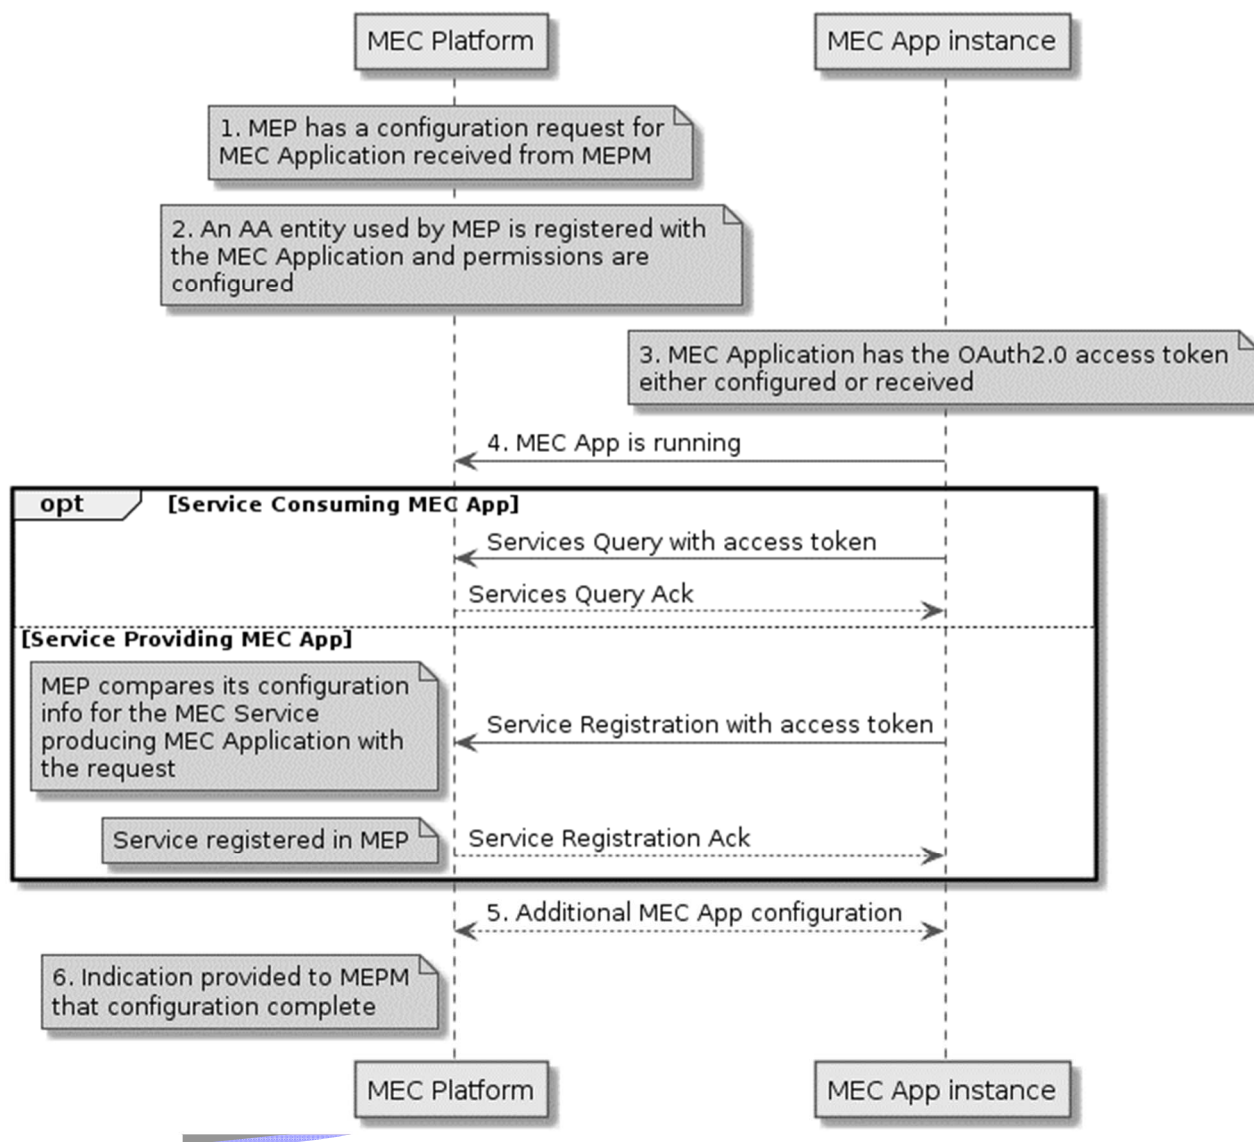 MEC Platform
MEC App instance
1. MEP has a configuration request for
MEC Application received from MEPM
2. An AA entity used by MEP is registered with
the MEC Application and permissions are
configured
3. MEC Application has the OAuth2.0 access token
either configured or received
4. MEC App is running
opt
[Service Consuming MEC App]
Services Query with access token
Services Query Ack
[Service Providing MEC App]
MEP compares its configuration
info for the MEC Service
producing MEC Application with
the request
Service Registration with access token
Service registered in MEP
Service Registration Ack
5. Additional MEC App configuration
6. Indication provided to MEPM
that configuration complete
MEC Platform
MEC App instance